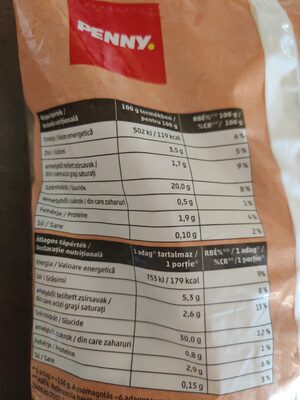 PENNY.
100 g termékben / RBÉ% 100 g /
pentru 100 g %CR / 100 g
Energia / Valoare energetică 502 kJ / 119 kcal 6%
Zsír / 3,5 g 5%
amelyből telített zsírsavak / 1,7 g 9%
din care acizi grași saturați
Szénhidrát / Glucide 20,0 g 8%
amelyből cukrok / din care zaharuri 0,5 g 1%
Fehérje / Proteine 1,9 g 4%
Só / Sare 0,10 g 2%
Átlagos tápérték / 1 adag* tartalmaz / RBÉ% / 1 adag*
Declarație nutrițională 1 porție* %CR / 1 porție*
Energia / Valoare energetică 753 kJ / 179 kcal 9%
Zsír / Grăsimi 5,3 g 8%
amelyből telített zsírsavak / 2,6 g 13%
din care acizi grași saturați
Szénhidrát / Glucide 30,0 g 12%
amelyből cukrok / din care zaharuri 0,8 g 1%
Fehérje / Proteine 2,9 g 6%
Só / Sare 0,15 g 3%
1 adag = 150 g. A csomagolás ~6 adagot